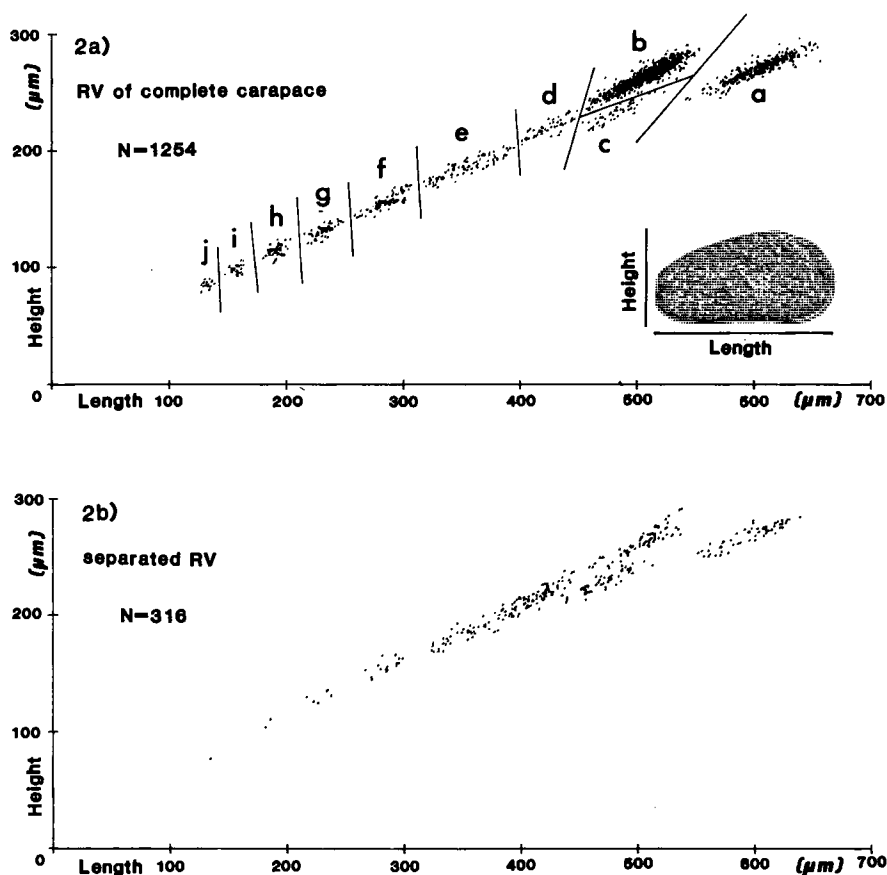 2a)
RV of complete carapace
N=1254
300
(µm)
200
100
Height
0
a
b
c
d
e
f
g
h
i
j
Height
Length
Length 100 200 300 400 500 600 (µm) 700
2b)
separated RV
N=316
300
(µm)
200
100
Height
0
Length 100 200 300 400 500 600 (µm) 700